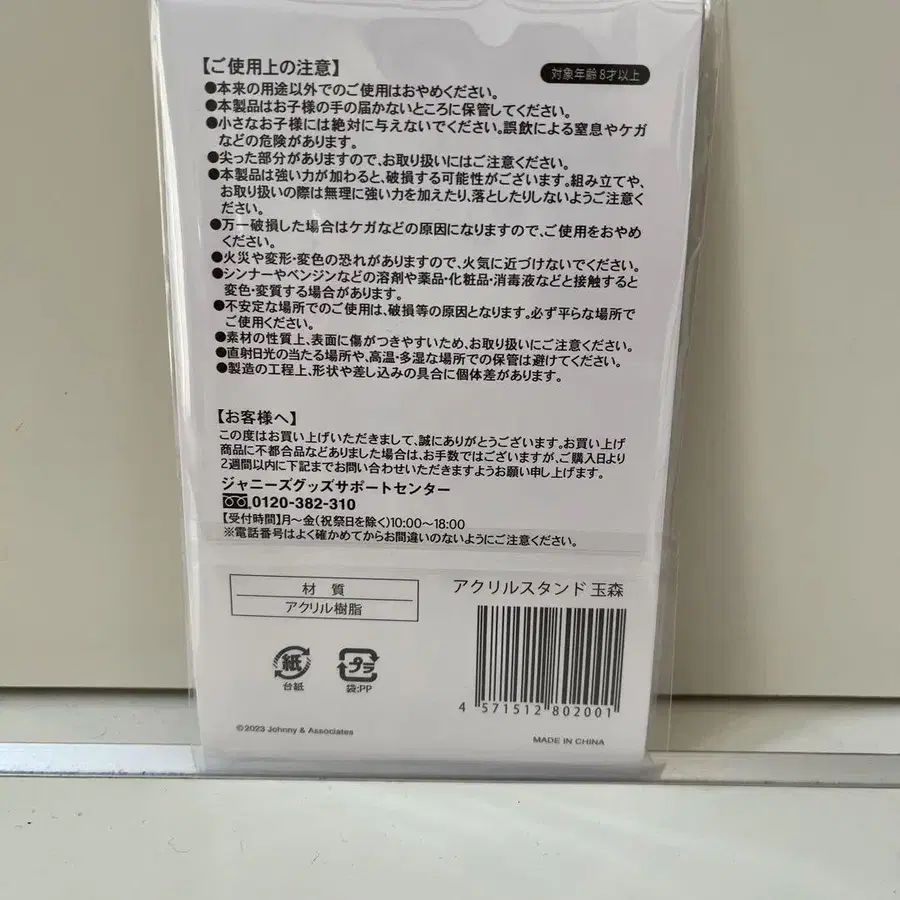 【ご使用上の注意】
対象年齢8才以上
●本来の用途以外でのご使用はおやめください。
●本製品はお子様の手の届かないところに保管してください。
●小さなお子様には絶対に与えないでください。誤飲による窒息やケガ
などの危険があります。
●尖った部分がありますので、お取り扱いにはご注意ください。
●本製品は強い力が加わると、破損する可能性がございます。組み立てや、
お取り扱いの際は無理に強い力を加えたり、落としたりしないようご注意く
ださい。
●万一破損した場合はケガなどの原因になりますので、ご使用をおやめ
ください。
●火災や変形・変色の恐れがありますので、火気に近づけないでください。
●シンナーやベンジンなどの溶剤や薬品・化粧品・消毒液などと接触すると
変色・変質する場合があります。
●不安定な場所でのご使用は、破損等の原因となります。必ず平らな場所で
ご使用ください。
●素材の性質上、表面に傷がつきやすいため、お取り扱いにご注意ください。
●直射日光の当たる場所や、高温・多湿な場所での保管は避けてください。
●製造の工程上、形状や差し込みの具合に個体差があります。
【お客様へ】
この度はお買い上げいただきまして、誠にありがとうございます。お買い上げ
商品に不都合品などありました場合は、お手数ではございますが、ご購入日より
2週間以内に下記までお問い合わせいただきますようお願い申し上げます。
ジャニーズグッズサポートセンター
0120-382-310
【受付時間】月〜金(祝祭日を除く)10:00〜18:00
※電話番号はよく確かめてからお間違いのないようにご注意ください。
材 質
アクリル樹脂
アクリルスタンド 玉森
紙
台紙
プラ
袋:PP
4 571512 802001
©2023 Johnny & Associates
MADE IN CHINA